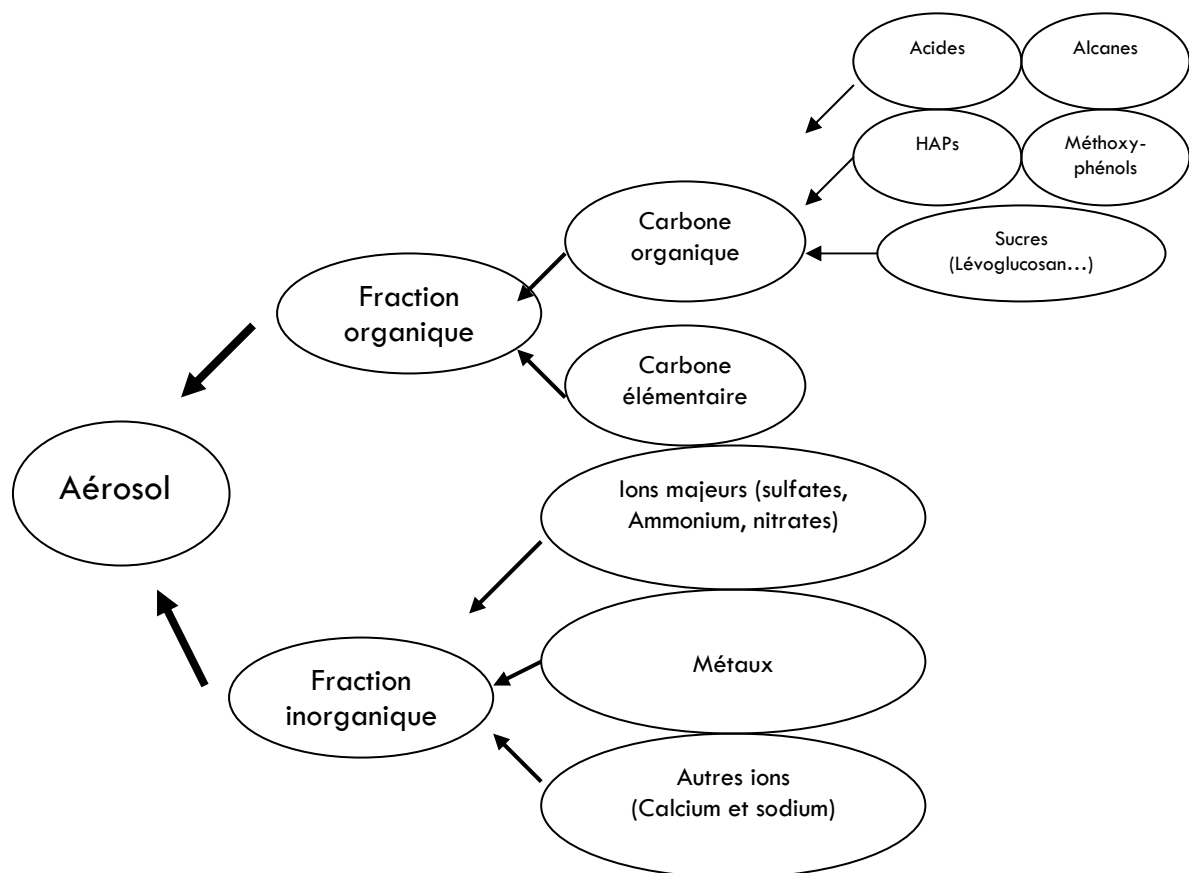 Acides
Alcanes
HAPs
Méthoxy-
phénols
Carbone
organique
Sucres
(Lévoglucosan…)
Fraction
organique
Carbone
élémentaire
Aérosol
Ions majeurs (sulfates,
Ammonium, nitrates)
Métaux
Fraction
inorganique
Autres ions
(Calcium et sodium)